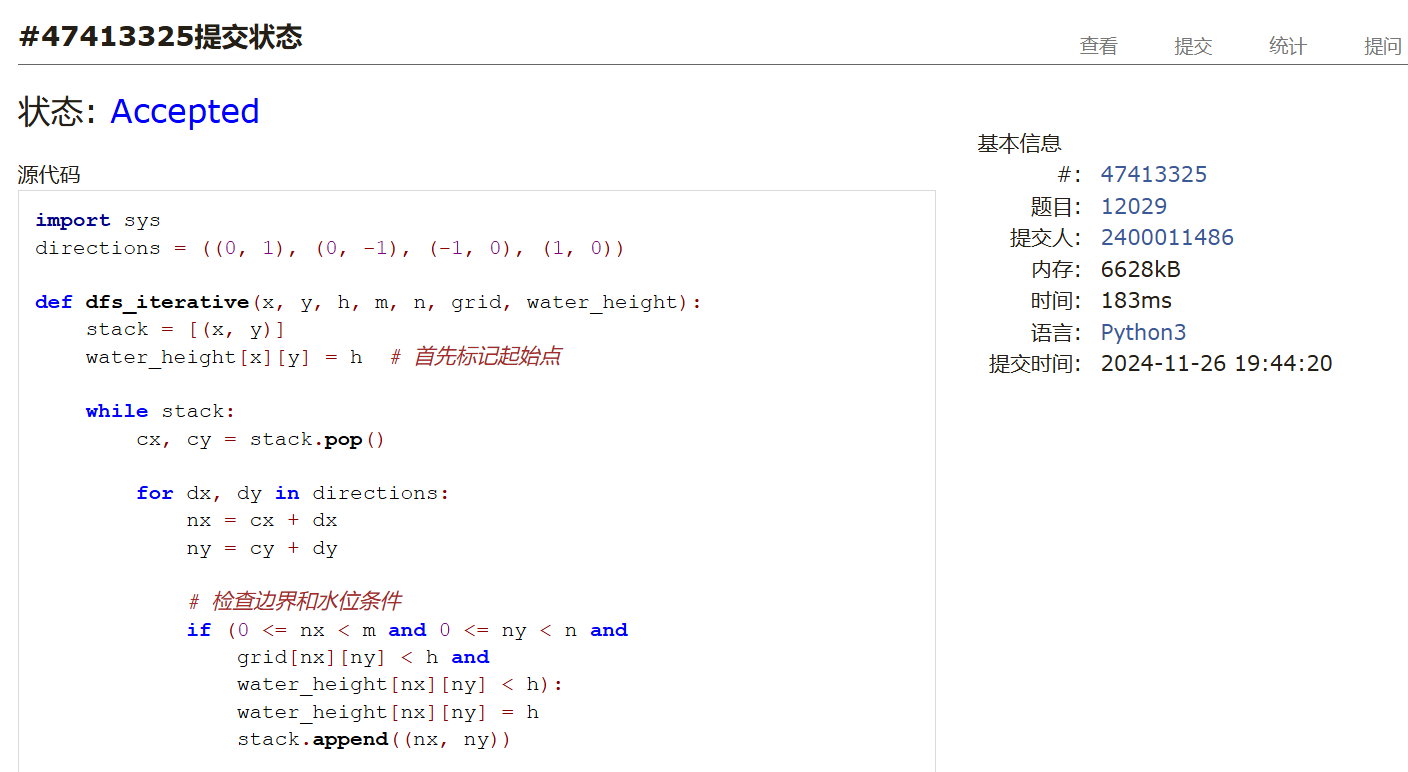 #47413325提交状态
查看 提交 统计 提问
状态: Accepted
源代码
import sys
directions = ((0, 1), (0, -1), (-1, 0), (1, 0))
def dfs_iterative(x, y, h, m, n, grid, water_height):
    stack = [(x, y)]
    water_height[x][y] = h  # 首先标记起始点
    while stack:
        cx, cy = stack.pop()
        for dx, dy in directions:
            nx = cx + dx
            ny = cy + dy
            # 检查边界和水位条件
            if (0 <= nx < m and 0 <= ny < n and
                grid[nx][ny] < h and
                water_height[nx][ny] < h):
                water_height[nx][ny] = h
                stack.append((nx, ny))
基本信息
#: 47413325
题目: 12029
提交人: 2400011486
内存: 6628kB
时间: 183ms
语言: Python3
提交时间: 2024-11-26 19:44:20